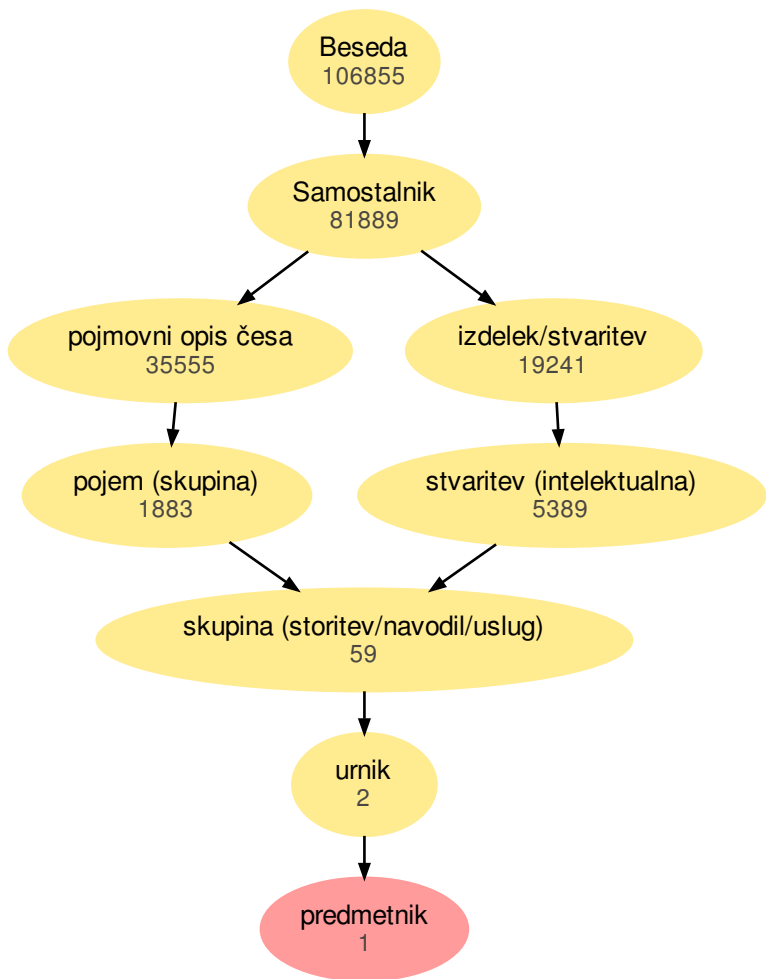 Beseda
106855
Samostalnik
81889
pojmovni opis česa
35555
izdelek/stvaritev
19241
pojem (skupina)
1883
stvaritev (intelektualna)
5389
skupina (storitev/navodil/uslug)
59
urnik
2
predmetnik
1